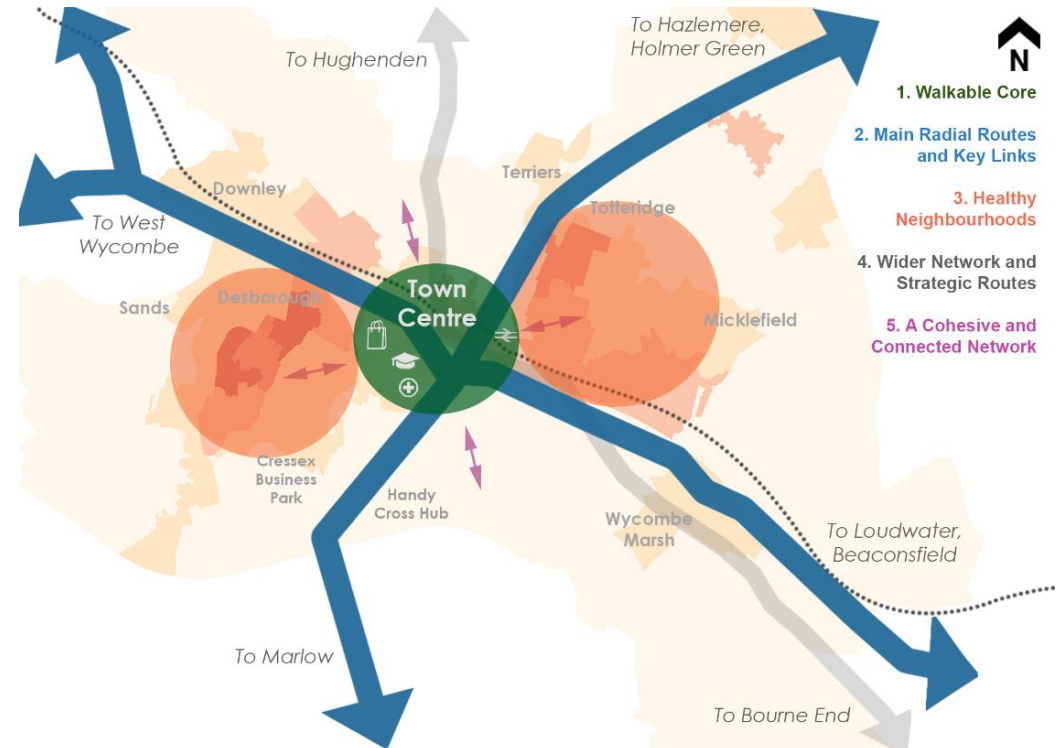 To Hazlemere,
Holmer Green
To Hughenden
N
1. Walkable Core
2. Main Radial Routes
and Key Links
3. Healthy
Neighbourhoods
4. Wider Network and
Strategic Routes
5. A Cohesive and
Connected Network
Terriers
Downley
Totteridge
To West
Wycombe
Town
Centre
Desborough
Sands
Micklefield
Cressex
Business
Park
Handy
Cross Hub
Wycombe
Marsh
To Loudwater,
Beaconsfield
To Marlow
To Bourne End